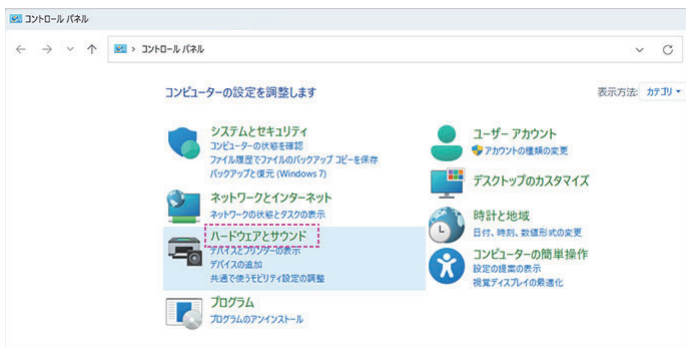 コントロール パネル
コントロール パネル
コンピューターの設定を調整します
表示方法: カテゴリ
システムとセキュリティ
コンピューターの状態を確認
ファイル履歴でファイルのバックアップ コピーを保存
バックアップと復元 (Windows 7)
ネットワークとインターネット
ネットワークの状態とタスクの表示
ハードウェアとサウンド
デバイスとプリンターの表示
デバイスの追加
共通で使うモビリティ設定の調整
プログラム
プログラムのアンインストール
ユーザー アカウント
アカウントの種類の変更
デスクトップのカスタマイズ
時計と地域
日付、時刻、数値形式の変更
コンピューターの簡単操作
設定の提案の表示
視覚ディスプレイの最適化